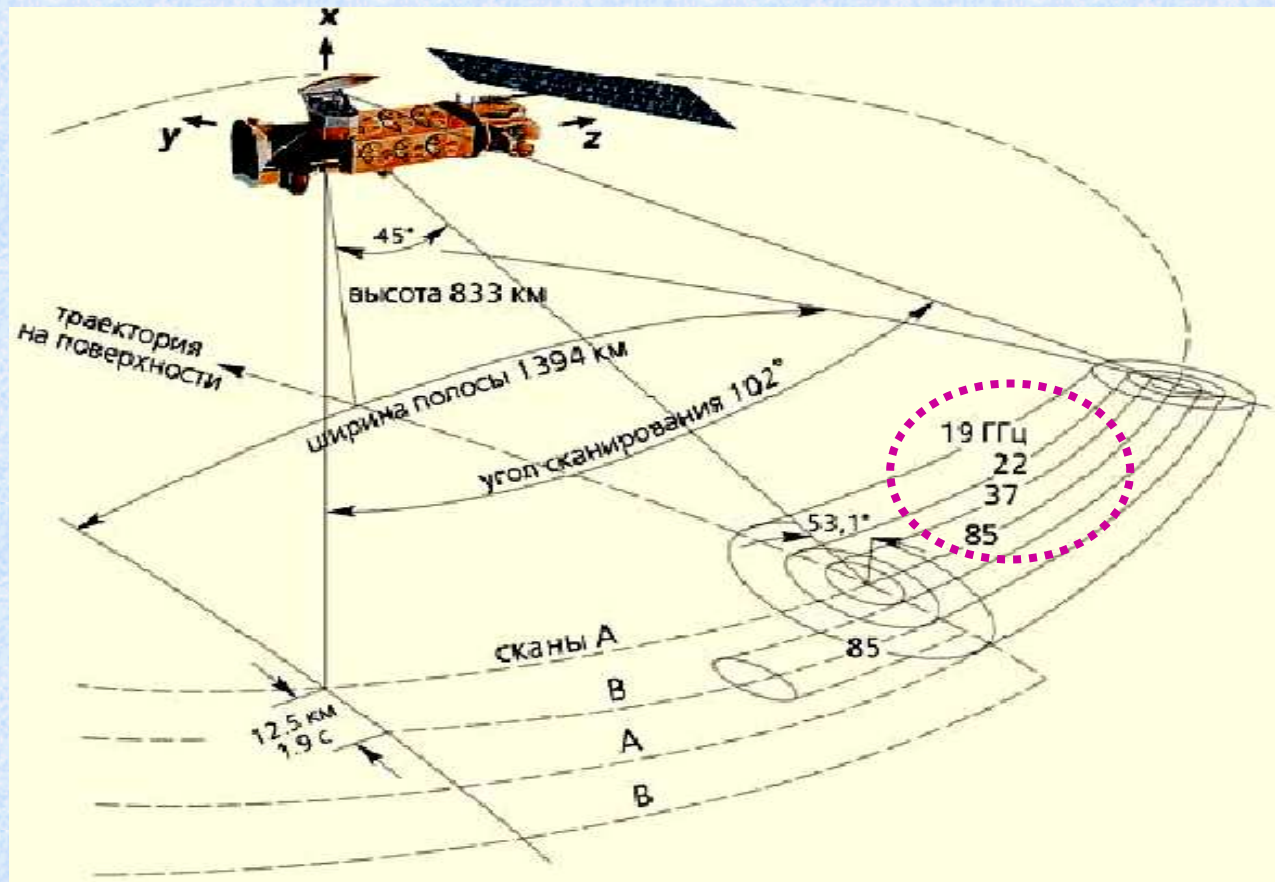 x
y
z
45°
высота 833 км
траектория
на поверхности
ширина полосы 1394 км
угол сканирования 102°
19 ГГц
22
37
53,1°
85
сканы А
85
В
12.5 км
1.9 с
А
В